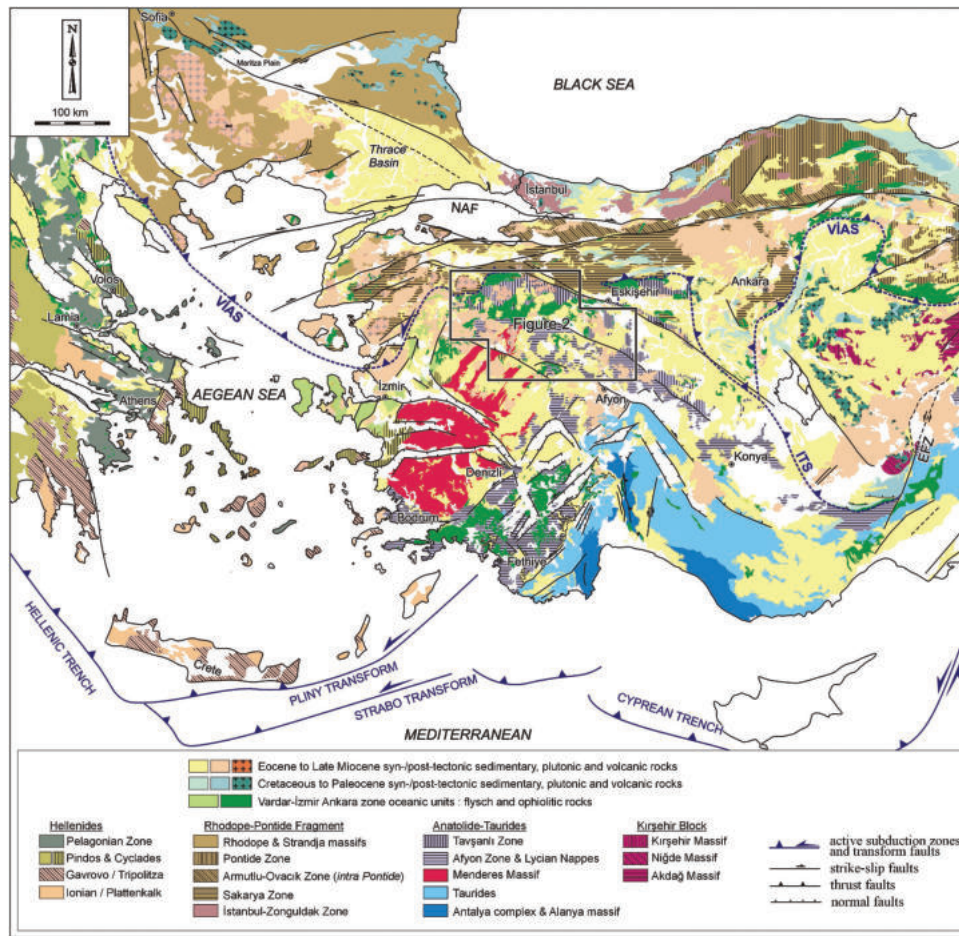 Sofia
Maritza Plain
N
100 km
BLACK SEA
Thrace
Basin
İstanbul
NAF
VİAS
Ankara
Eskişehir
Volos
Lamia
VİAS
Figure 2
AEGEAN SEA
İzmir
Athens
Afyon
Konya
ITS
EFZ
Denizli
Bodrum
Fethiye
HELLENIC TRENCH
Crete
PLINY TRANSFORM
STRABO TRANSFORM
CYPREAN TRENCH
MEDITERRANEAN
Eocene to Late Miocene syn-/post-tectonic sedimentary, plutonic and volcanic rocks
Cretaceous to Paleocene syn-/post-tectonic sedimentary, plutonic and volcanic rocks
Vardar-İzmir Ankara zone oceanic units : flysch and ophiolitic rocks
Hellenides
Pelagonian Zone
Pindos & Cyclades
Gavrovo / Tripolitza
Ionian / Plattenkalk
Rhodope-Pontide Fragment
Rhodope & Strandja massifs
Pontide Zone
Armutlu-Ovacık Zone (intra Pontide)
Sakarya Zone
İstanbul-Zonguldak Zone
Anatolide-Taurides
Tavşanlı Zone
Afyon Zone & Lycian Nappes
Menderes Massif
Taurides
Antalya complex & Alanya massif
Kırşehir Block
Kırşehir Massif
Niğde Massif
Akdağ Massif
active subduction zones
and transform faults
strike-slip faults
thrust faults
normal faults